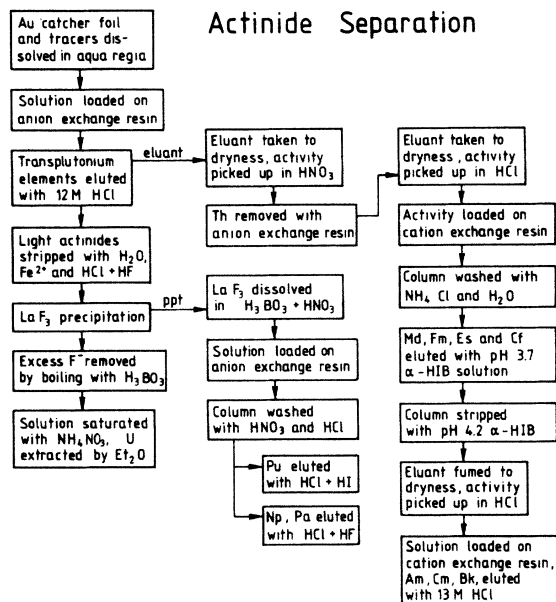 Actinide Separation
Au catcher foil
and tracers dis-
solved in aqua regia
Solution loaded on
anion exchange resin
Transplutonium
elements eluted
with 12M HCl
eluant
Light actinides
stripped with H₂O,
Fe²⁺ and HCl + HF
La F₃ precipitation
ppt
Excess F⁻ removed
by boiling with H₃BO₃
Solution saturated
with NH₄NO₃, U
extracted by Et₂O
Eluant taken to
dryness, activity
picked up in HNO₃
Th removed with
anion exchange resin
La F₃ dissolved
in H₃BO₃ + HNO₃
Solution loaded on
anion exchange resin
Column washed
with HNO₃ and HCl
Pu eluted
with HCl + HI
Np, Pa eluted
with HCl + HF
Eluant taken to
dryness, activity
picked up in HCl
Activity loaded on
cation exchange resin
Column washed with
NH₄ Cl and H₂O
Md, Fm, Es and Cf
eluted with pH 3.7
α-HIB solution
Column stripped
with pH 4.2 α-HIB
Eluant fumed to
dryness, activity
picked up in HCl
Solution loaded on
cation exchange resin,
Am, Cm, Bk, eluted
with 13 M HCl